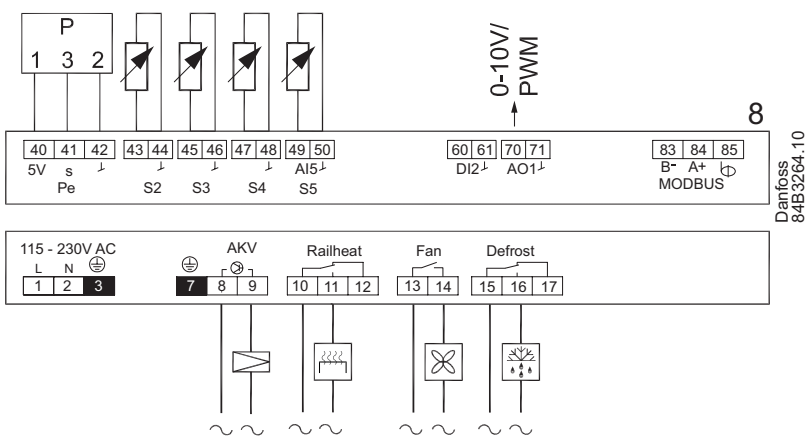 P
1 3 2
0-10V/
PWM
8
40 41 42 43 44 45 46 47 48 49 50 60 61 70 71 83 84 85
5V s AI5 DI2 AO1 B- A+
Pe S2 S3 S4 S5 MODBUS
Danfoss
84B3264.10
115 - 230V AC AKV Railheat Fan Defrost
L N
1 2 3 7 8 9 10 11 12 13 14 15 16 17